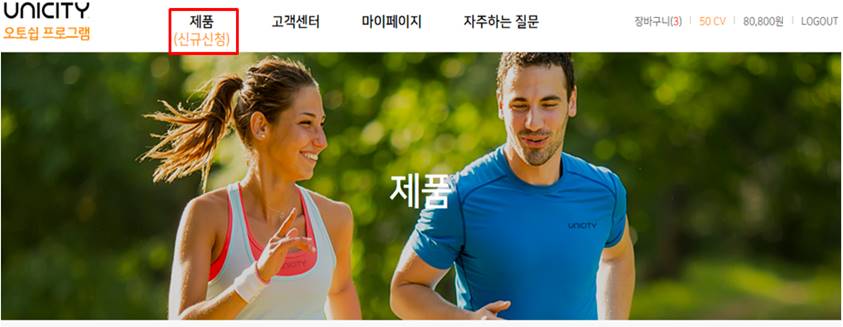 UNICITY
오토쉽 프로그램
제품
(신규신청)
고객센터
마이페이지
자주하는 질문
장바구니(3) | 50 CV | 80,800원 | LOGOUT
제품
UNICITY
UNICITY